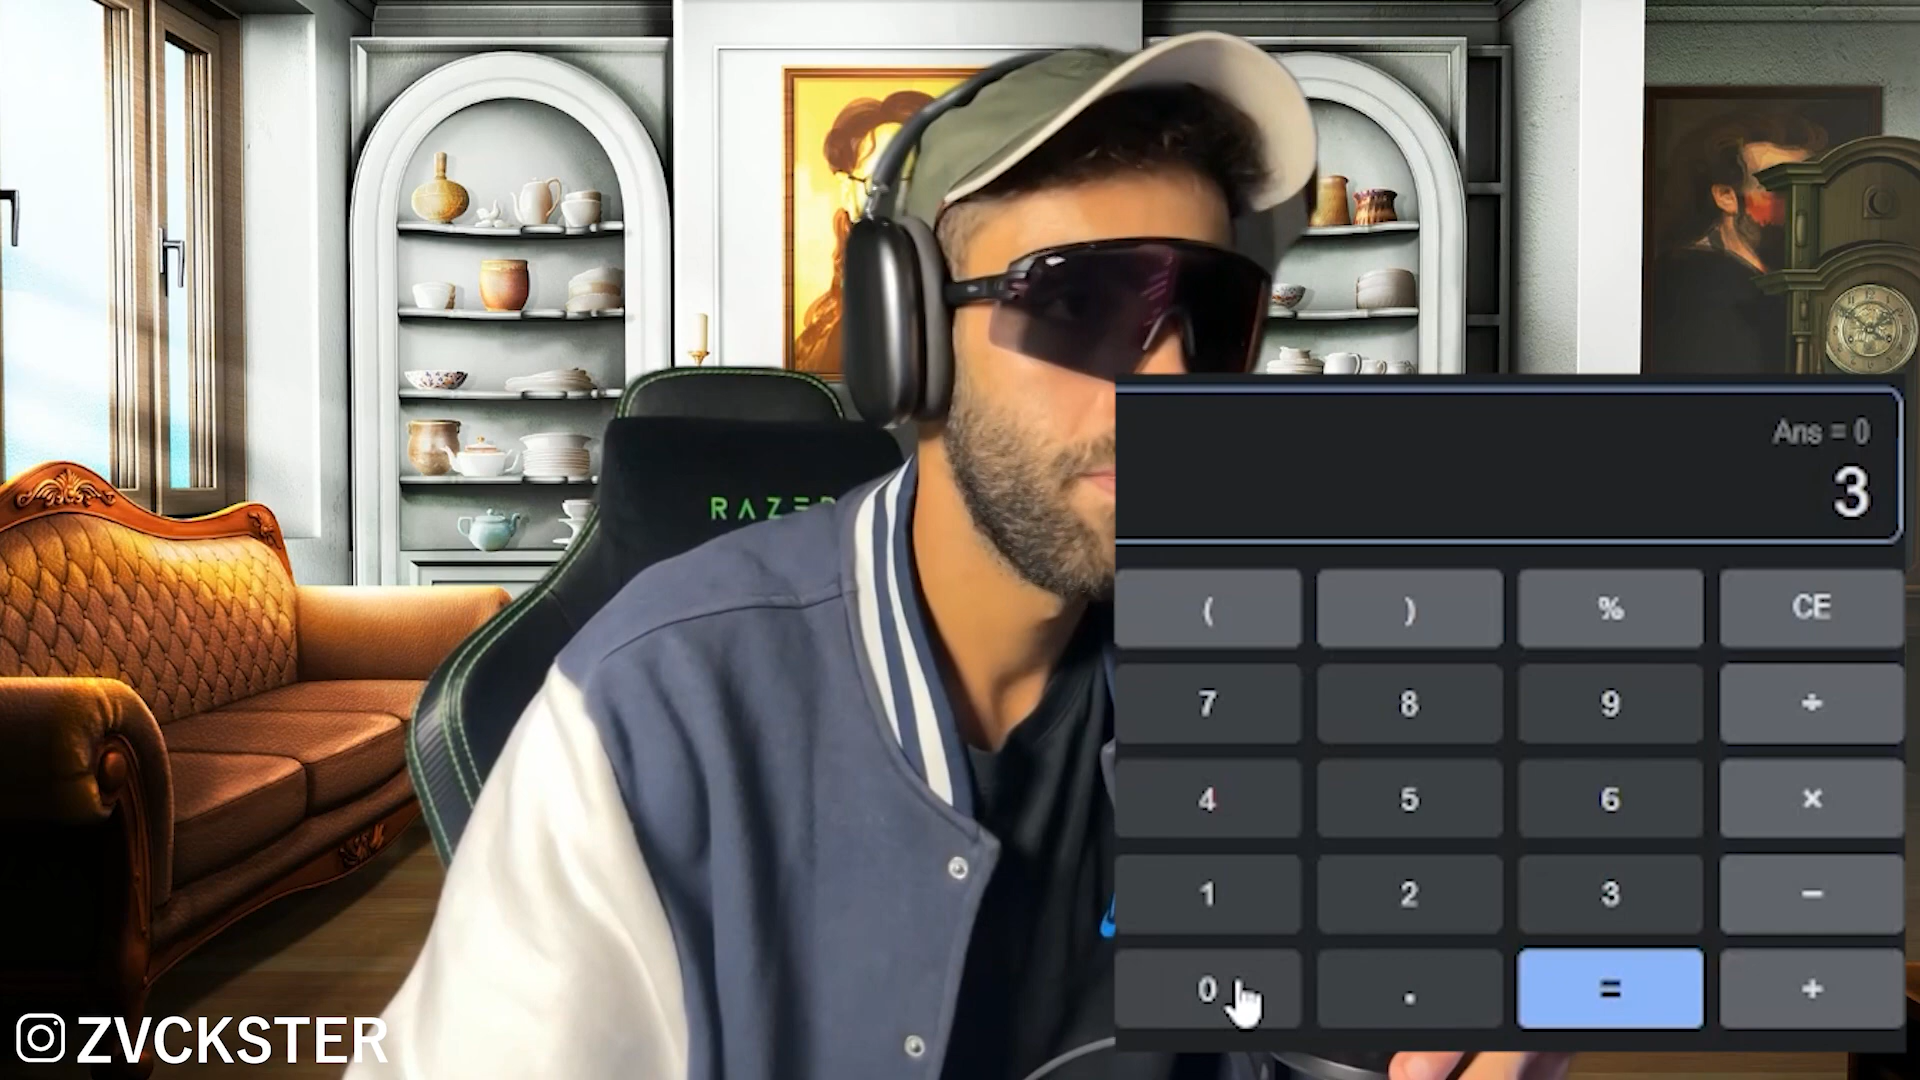 RAZER
Ans = 0
3
( ) % CE
7 8 9 ÷
4 5 6 ×
1 2 3 −
0 . = +
ZVCKSTER